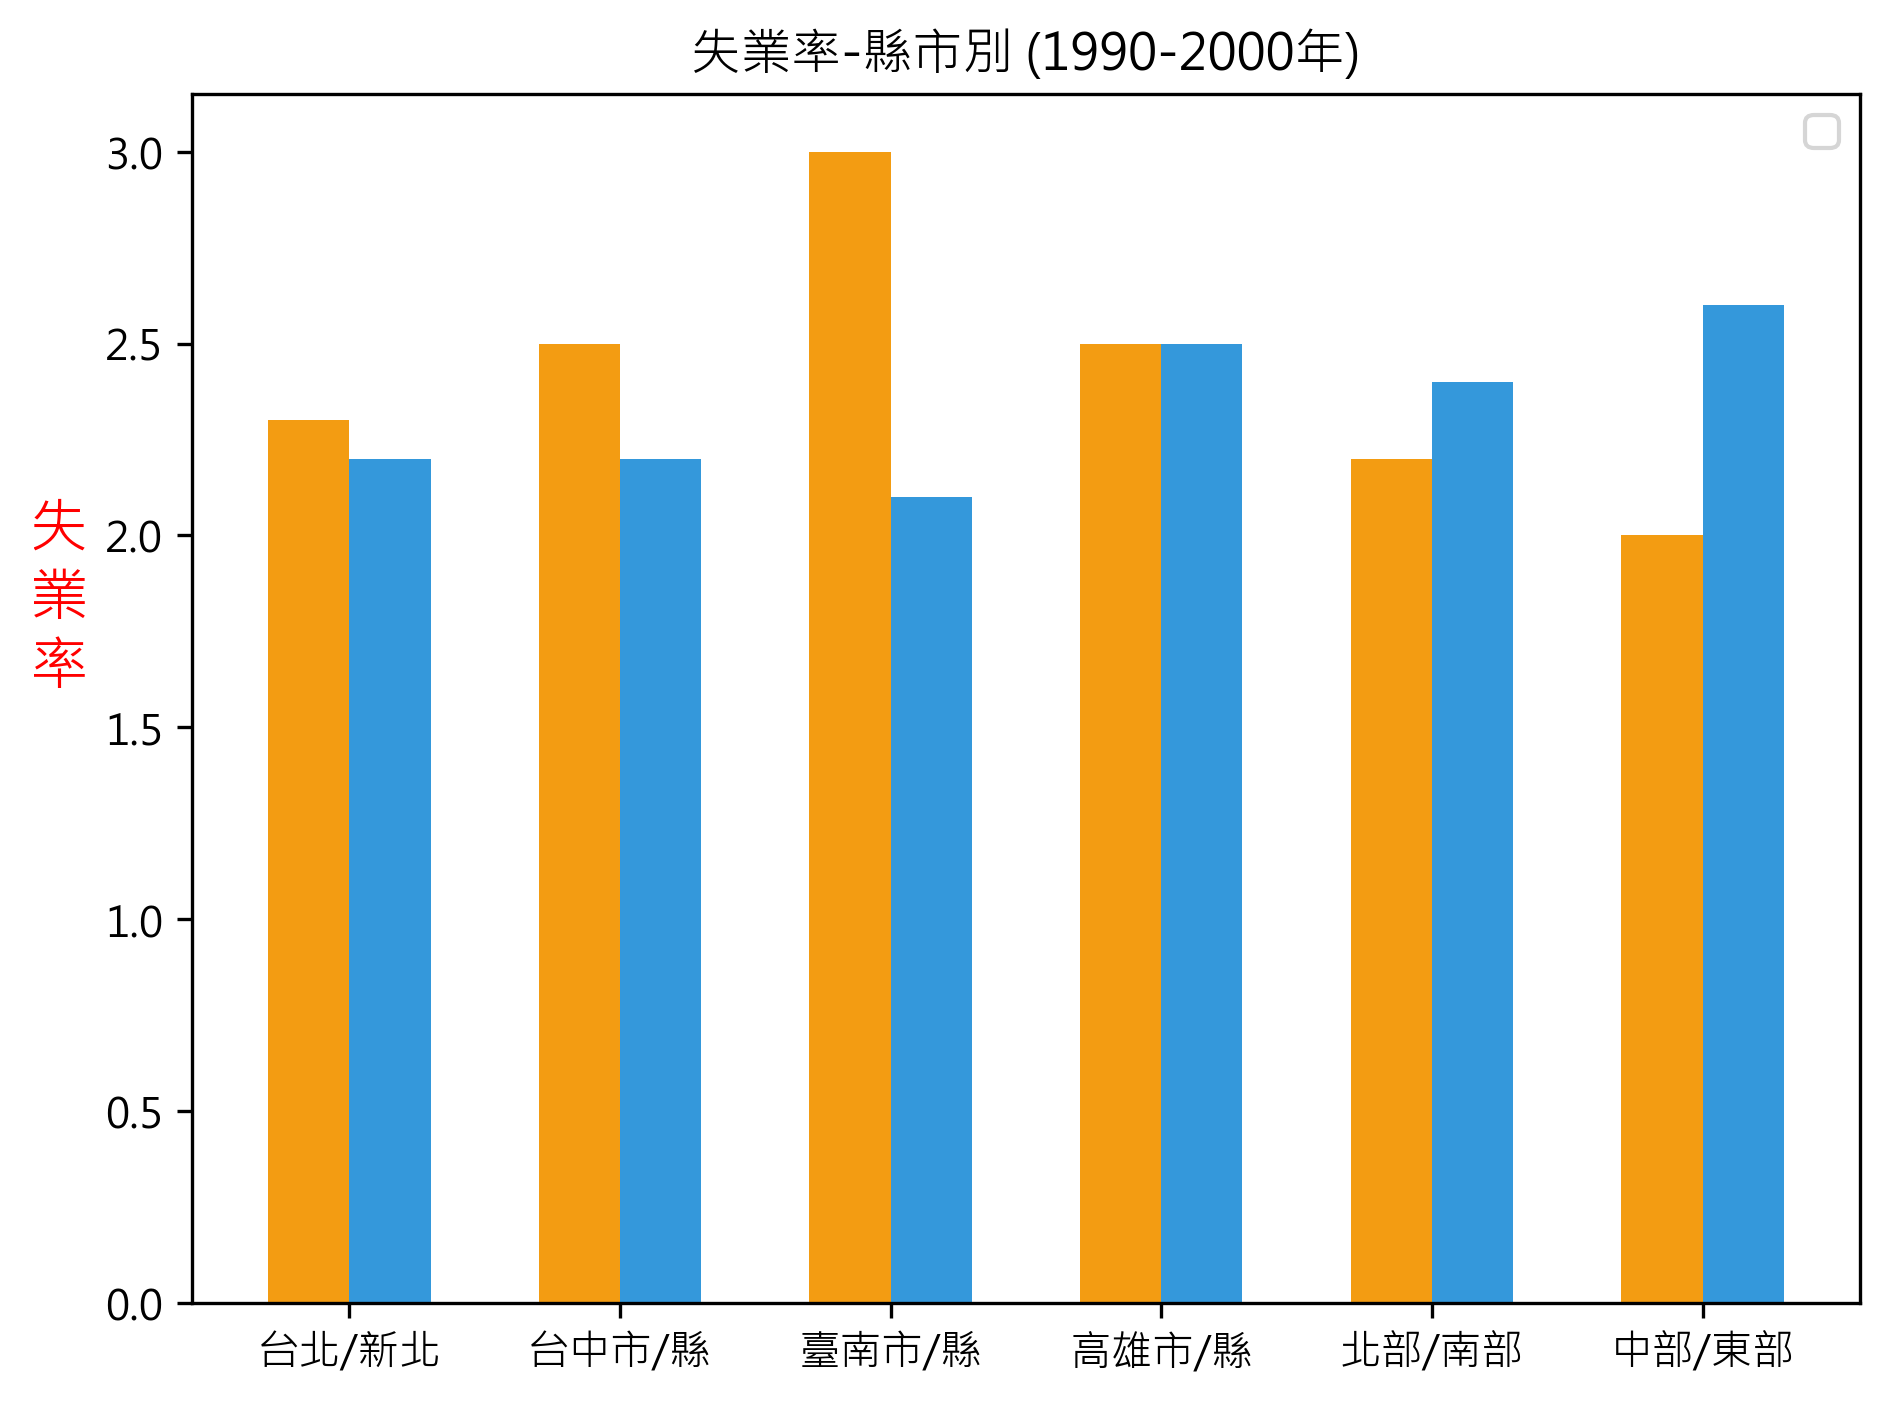 失業率-縣市別 (1990-2000年)
失業率
3.0
2.5
2.0
1.5
1.0
0.5
0.0
台北/新北
台中市/縣
臺南市/縣
高雄市/縣
北部/南部
中部/東部